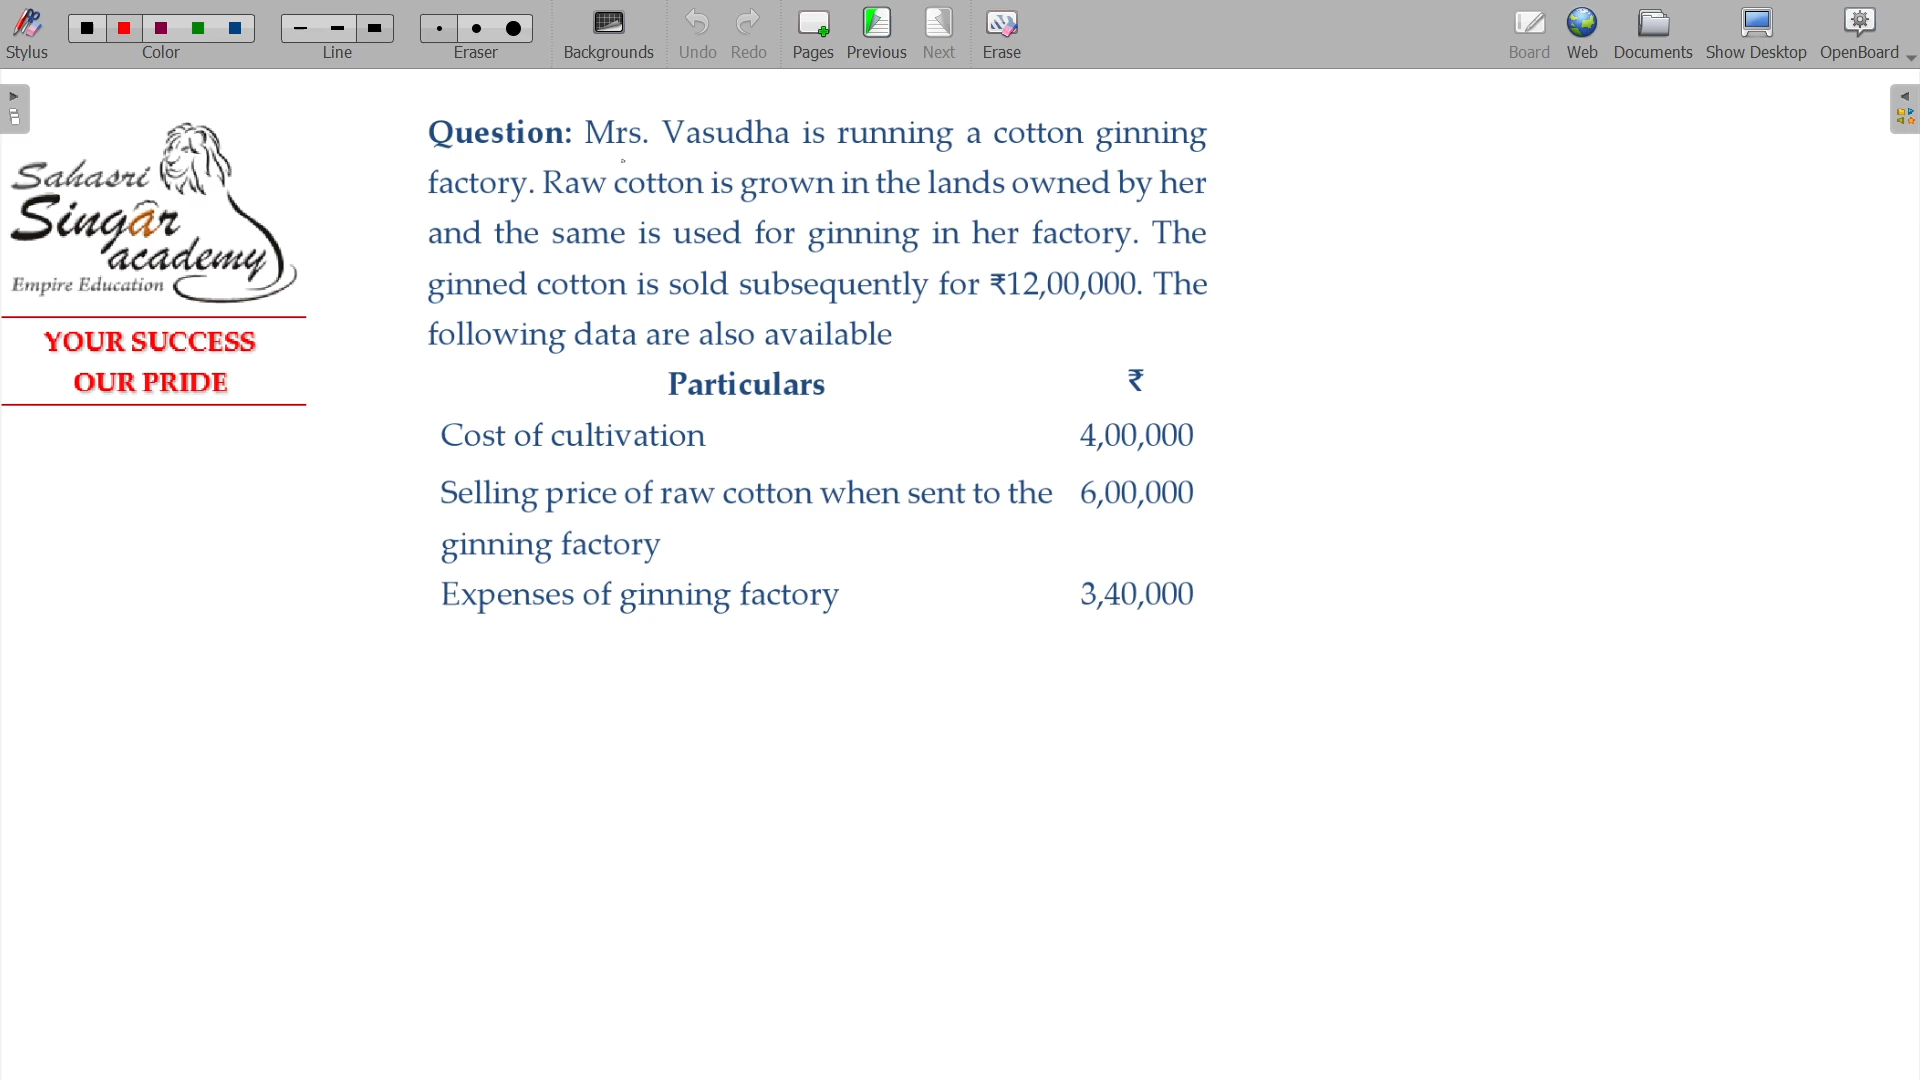 Stylus Color Line Eraser Backgrounds Undo Redo Pages Previous Next Erase Board Web Documents Show Desktop OpenBoard
Sahasri
Singar
academy
Empire Education
YOUR SUCCESS
OUR PRIDE
Question: Mrs. Vasudha is running a cotton ginning
factory. Raw cotton is grown in the lands owned by her
and the same is used for ginning in her factory. The
ginned cotton is sold subsequently for ₹12,00,000. The
following data are also available
Particulars ₹
Cost of cultivation 4,00,000
Selling price of raw cotton when sent to the 6,00,000
ginning factory
Expenses of ginning factory 3,40,000